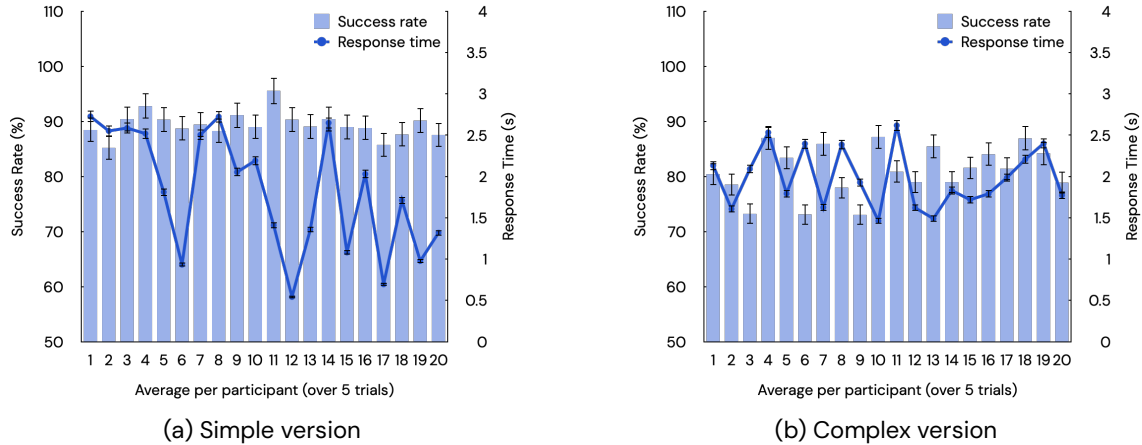 Success rate
Response time
Success Rate (%)
110
100
90
80
70
60
50
4
3.5
3
2.5
2
1.5
1
0.5
0
Response Time (s)
1 2 3 4 5 6 7 8 9 10 11 12 13 14 15 16 17 18 19 20
Average per participant (over 5 trials)
(a) Simple version
Success rate
Response time
Success Rate (%)
110
100
90
80
70
60
50
4
3.5
3
2.5
2
1.5
1
0.5
0
Response Time (s)
1 2 3 4 5 6 7 8 9 10 11 12 13 14 15 16 17 18 19 20
Average per participant (over 5 trials)
(b) Complex version